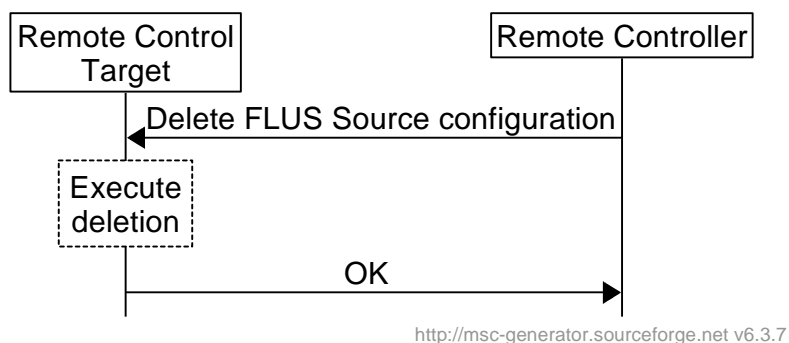 Remote Control
Target
Remote Controller
Delete FLUS Source configuration
Execute
deletion
OK
http://msc-generator.sourceforge.net v6.3.7